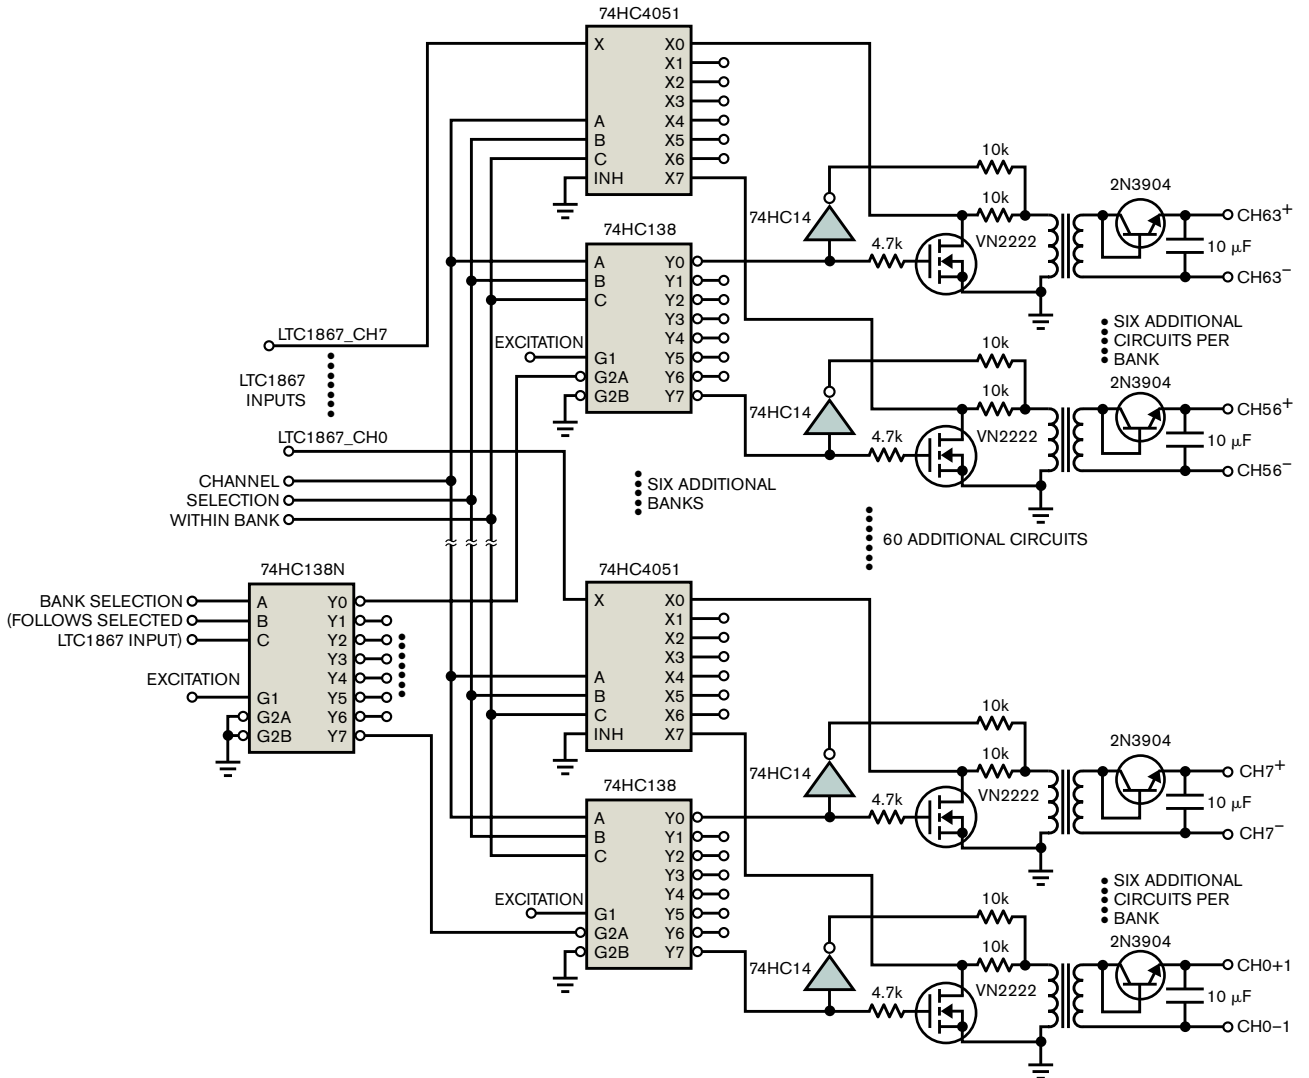 74HC4051
X
X0
X1
X2
X3
A
X4
B
X5
C
X6
INH
X7
10k
10k
2N3904
CH63+
74HC14
VN2222
10 µF
74HC138
4.7k
A
Y0
B
Y1
C
Y2
CH63−
Y3
LTC1867_CH7
EXCITATION
Y4
G1
Y5
G2A
Y6
G2B
Y7
SIX ADDITIONAL
CIRCUITS PER
BANK
LTC1867
INPUTS
10k
10k
2N3904
CH56+
74HC14
VN2222
10 µF
4.7k
CH56−
LTC1867_CH0
CHANNEL
SELECTION
WITHIN BANK
SIX ADDITIONAL
BANKS
60 ADDITIONAL CIRCUITS
74HC138N
BANK SELECTION
(FOLLOWS SELECTED
LTC1867 INPUT)
A
Y0
B
Y1
C
Y2
Y3
EXCITATION
Y4
G1
Y5
G2A
Y6
G2B
Y7
74HC4051
X
X0
X1
X2
X3
A
X4
B
X5
C
X6
INH
X7
10k
10k
2N3904
CH7+
74HC14
VN2222
10 µF
4.7k
CH7−
74HC138
A
Y0
B
Y1
C
Y2
Y3
EXCITATION
Y4
G1
Y5
G2A
Y6
G2B
Y7
SIX ADDITIONAL
CIRCUITS PER
BANK
10k
10k
2N3904
CH0+1
74HC14
VN2222
10 µF
4.7k
CH0−1